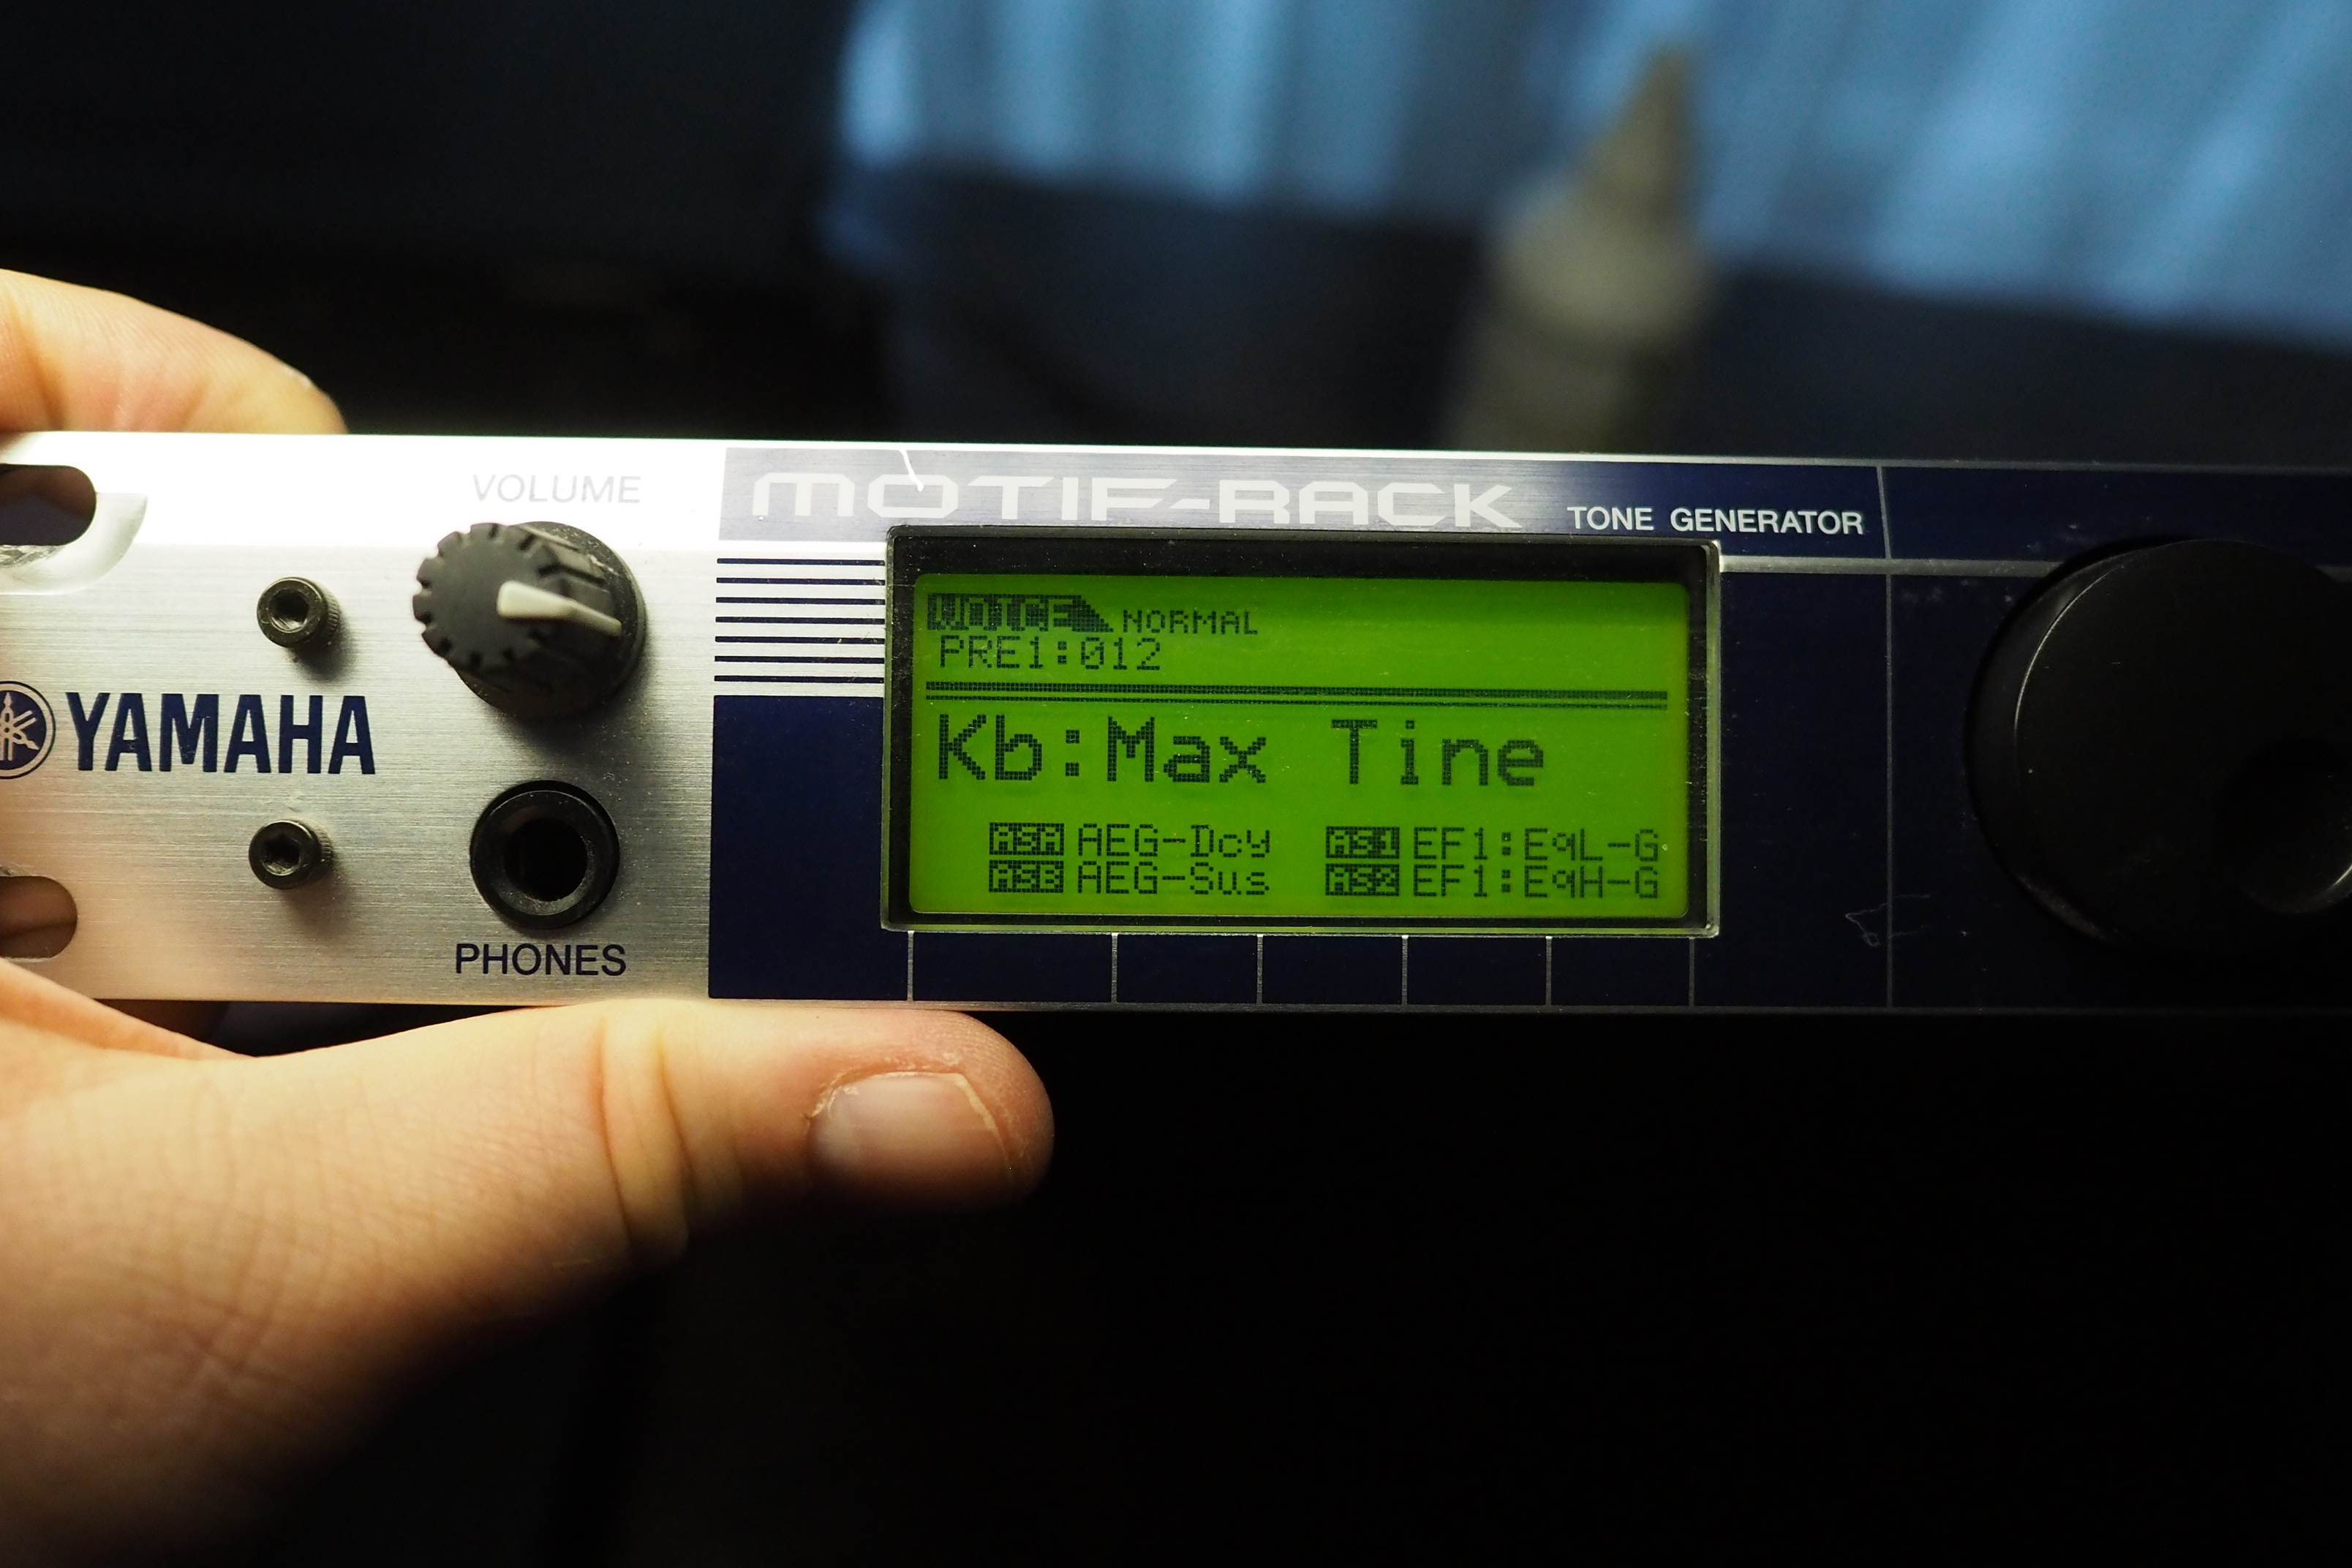 VOLUME
MOTIF-RACK TONE GENERATOR
VOICE NORMAL
PRE1:012
YAMAHA
Kb:Max Tine
ASA AEG-Dcy AS1 EF1:EqL-G
ASB AEG-Sus AS2 EF1:EqH-G
PHONES